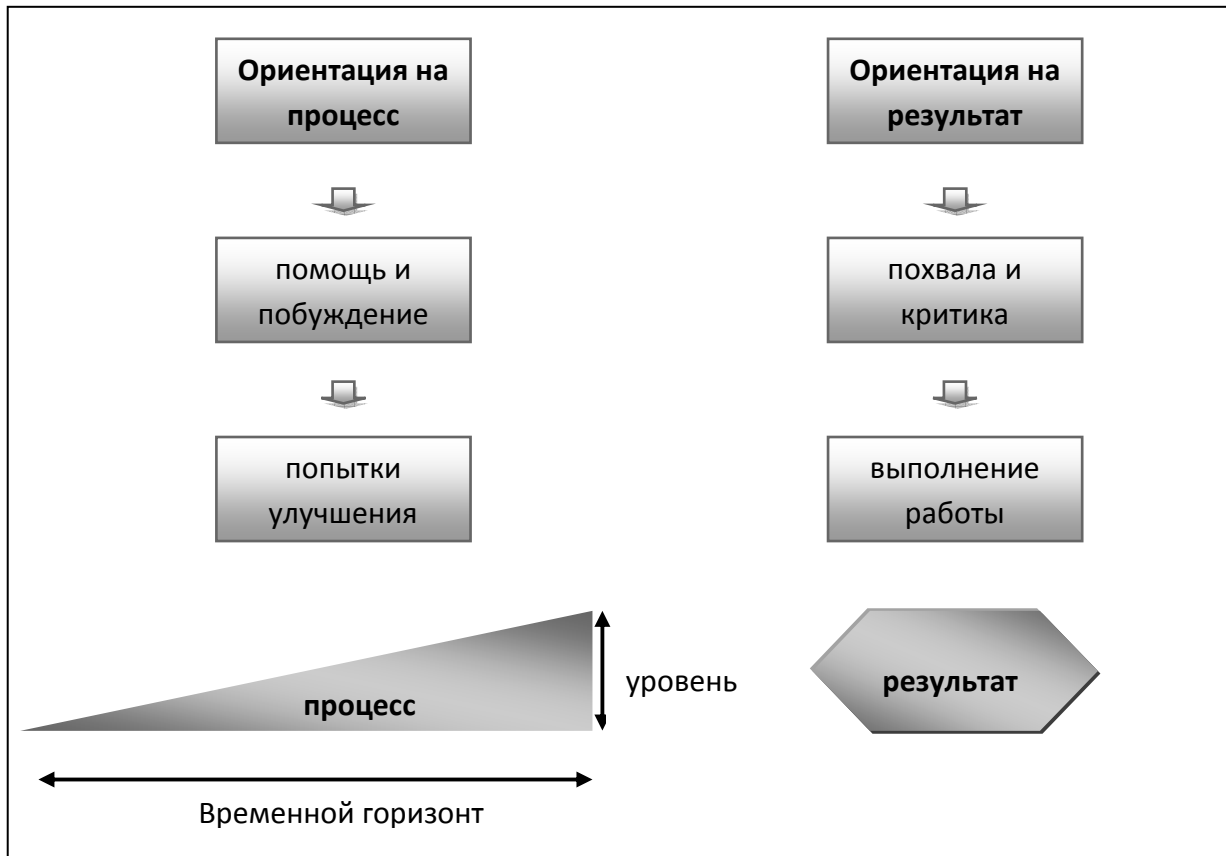 Ориентация на
процесс
помощь и
побуждение
попытки
улучшения
процесс
уровень
Временной горизонт
Ориентация на
результат
похвала и
критика
выполнение
работы
результат